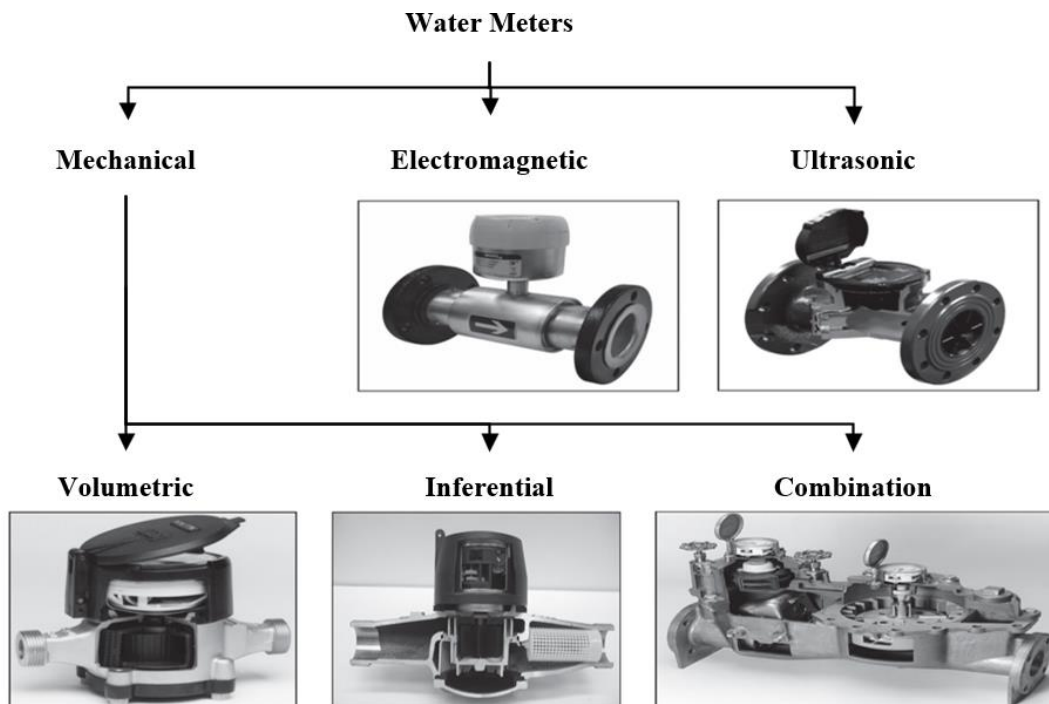 Water Meters
Mechanical
Electromagnetic
Ultrasonic
Volumetric
Inferential
Combination